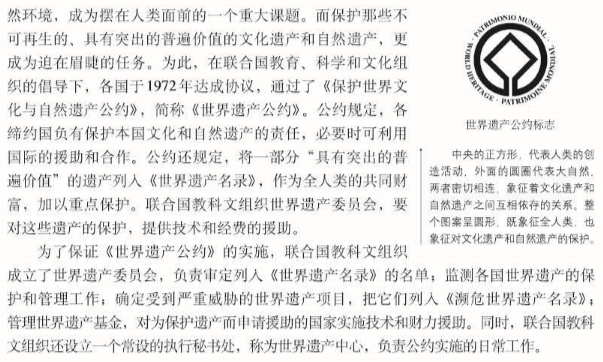 然环境，成为摆在人类面前的一个重大课题。而保护那些不
可再生的、具有突出的普遍价值的文化遗产和自然遗产，更
成为迫在眉睫的任务。为此，在联合国教育、科学和文化组
织的倡导下，各国于1972年达成协议，通过了《保护世界文
化与自然遗产公约》，简称《世界遗产公约》。公约规定，各
缔约国负有保护本国文化和自然遗产的责任，必要时可利用
国际的援助和合作。公约还规定，将一部分“具有突出的普
遍价值”的遗产列入《世界遗产名录》，作为全人类的共同财
富，加以重点保护。联合国教科文组织世界遗产委员会，要
对这些遗产的保护，提供技术和经费的援助。
PATRIMONIO MUNDIAL
WORLD HERITAGE
PATRIMOINE MONDIAL
世界遗产公约标志
中央的正方形，代表人类的创
造活动，外面的圆圈代表大自然，
两者密切相连，象征着文化遗产和
自然遗产之间互相依存的关系。整
个图案呈圆形，既象征全人类，也
象征对文化遗产和自然遗产的保护。
为了保证《世界遗产公约》的实施，联合国教科文组织
成立了世界遗产委员会，负责审定列入《世界遗产名录》的名单；监测各国世界遗产的保
护和管理工作；确定受到严重威胁的世界遗产项目，把它们列入《濒危世界遗产名录》；
管理世界遗产基金，对为保护遗产而申请援助的国家实施技术和财力援助。同时，联合国教科
文组织还设立一个常设的执行秘书处，称为世界遗产中心，负责公约实施的日常工作。